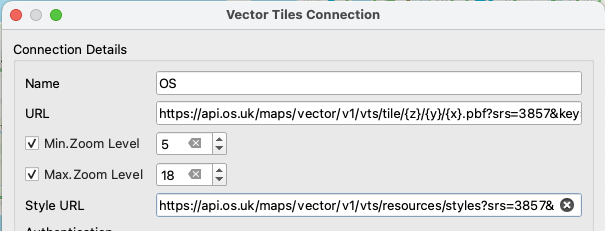 Vector Tiles Connection
Connection Details
Name OS
URL https://api.os.uk/maps/vector/v1/vts/tile/{z}/{y}/{x}.pbf?srs=3857&key
Min.Zoom Level 5
Max.Zoom Level 18
Style URL https://api.os.uk/maps/vector/v1/vts/resources/styles?srs=3857&
Authentication